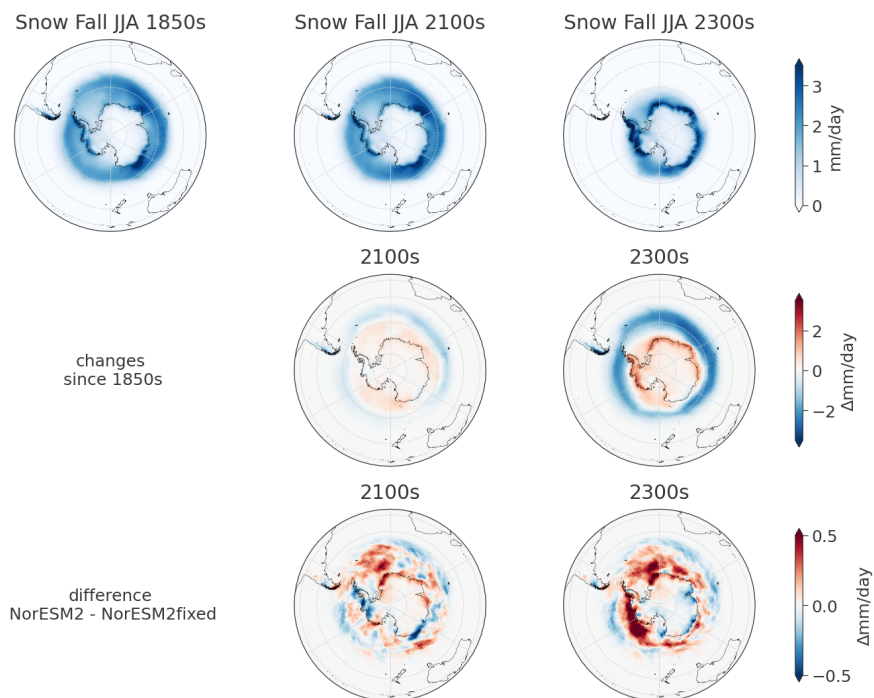 Snow Fall JJA 1850s
Snow Fall JJA 2100s
Snow Fall JJA 2300s
3
2
1
0
mm/day
2100s
2300s
changes
since 1850s
2
0
−2
Δmm/day
2100s
2300s
difference
NorESM2 - NorESM2fixed
0.5
0.0
−0.5
Δmm/day